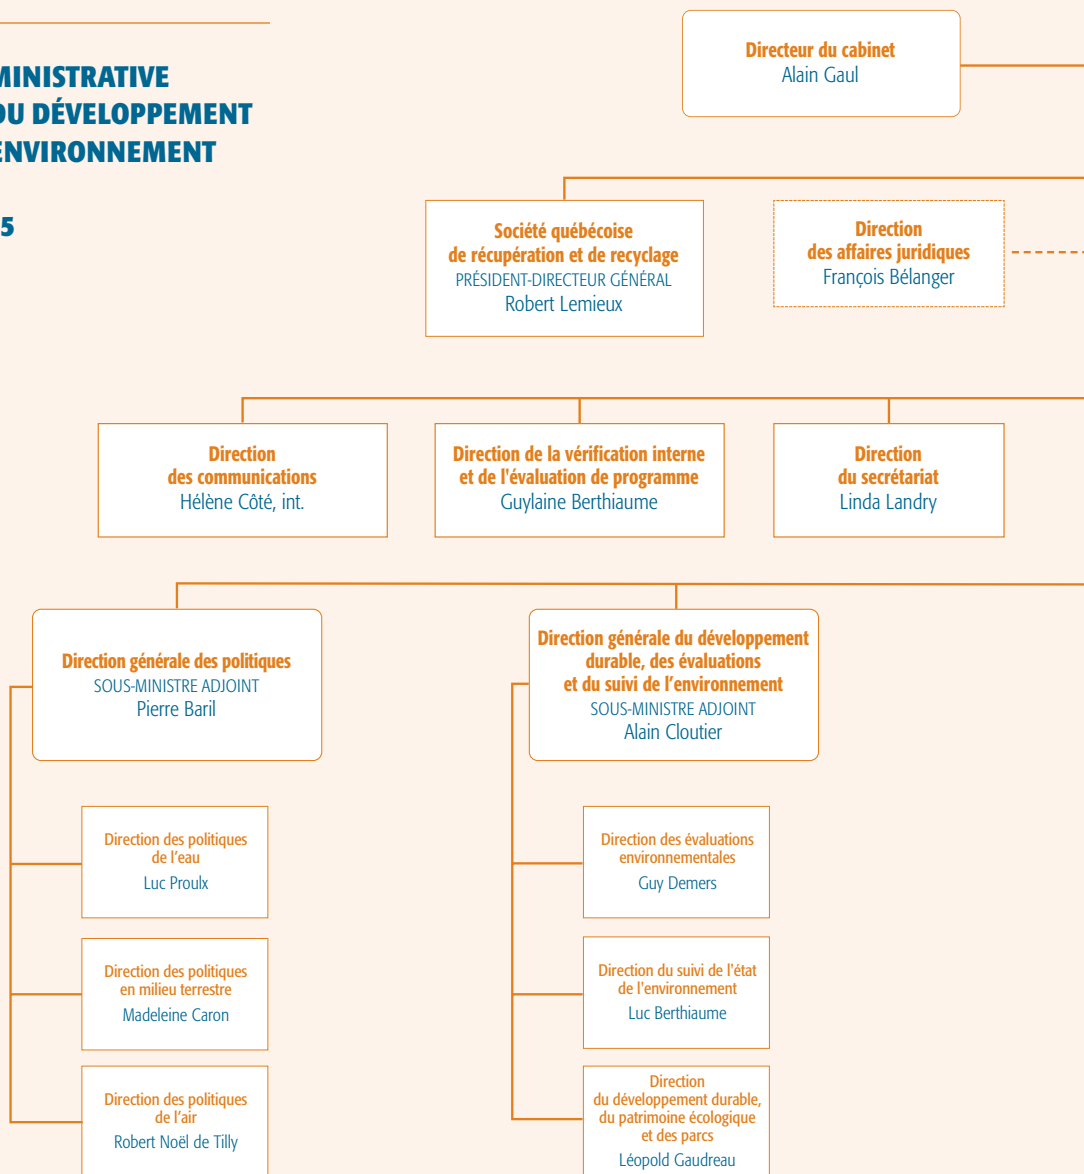 MINISTRATIVE
DU DÉVELOPPEMENT
ENVIRONNEMENT
5
Directeur du cabinet
Alain Gaul
Société québécoise
de récupération et de recyclage
PRÉSIDENT-DIRECTEUR GÉNÉRAL
Robert Lemieux
Direction
des affaires juridiques
François Bélanger
Direction
des communications
Hélène Côté, int.
Direction de la vérification interne
et de l'évaluation de programme
Guylaine Berthiaume
Direction
du secrétariat
Linda Landry
Direction générale des politiques
SOUS-MINISTRE ADJOINT
Pierre Baril
Direction générale du développement
durable, des évaluations
et du suivi de l’environnement
SOUS-MINISTRE ADJOINT
Alain Cloutier
Direction des politiques
de l’eau
Luc Proulx
Direction des politiques
en milieu terrestre
Madeleine Caron
Direction des politiques
de l’air
Robert Noël de Tilly
Direction des évaluations
environnementales
Guy Demers
Direction du suivi de l'état
de l'environnement
Luc Berthiaume
Direction
du développement durable,
du patrimoine écologique
et des parcs
Léopold Gaudreau